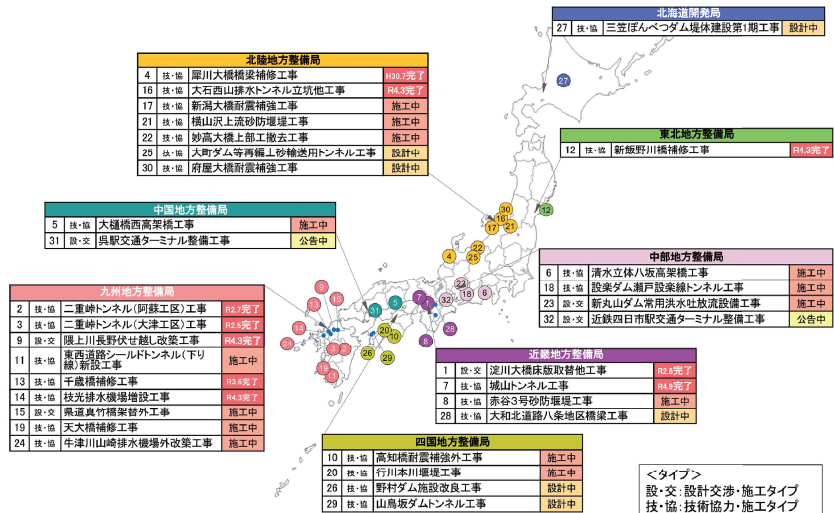 北海道開発局
27 技・協 三笠ぽんべつダム堤体建設第1期工事 設計中
北陸地方整備局
4 技・協 犀川大橋橋梁補修工事 H30.7完了
16 技・協 大石西山排水トンネル立坑他工事 R4.3完了
17 技・協 新潟大橋耐震補強工事 施工中
21 技・協 横山沢上流砂防堰堤工事 施工中
22 技・協 妙高大橋上部工撤去工事 施工中
25 技・協 大町ダム等再編土砂輸送用トンネル工事 設計中
30 技・協 府屋大橋耐震補強工事 設計中
東北地方整備局
12 技・協 新飯野川橋補修工事 R4.3完了
中国地方整備局
5 技・協 大樋橋西高架橋工事 施工中
31 設・交 呉駅交通ターミナル整備工事 公告中
中部地方整備局
6 技・協 清水立体八坂高架橋工事 施工中
18 技・協 設楽ダム瀬戸設楽線トンネル工事 施工中
23 設・交 新丸山ダム常用洪水吐放流設備工事 施工中
32 設・交 近鉄四日市駅交通ターミナル整備工事 公告中
九州地方整備局
2 技・協 二重峠トンネル(阿蘇工区)工事 R2.7完了
3 技・協 二重峠トンネル(大津工区)工事 R2.5完了
9 設・交 隈上川長野伏せ越し改築工事 R4.3完了
11 技・協 東西道路シールドトンネル(下り線)新設工事 施工中
13 技・協 千歳橋補修工事 R3.6完了
14 技・協 枝光排水機場増設工事 R4.3完了
15 設・交 県道真竹橋架替外工事 施工中
19 技・協 天大橋補修工事 施工中
24 技・協 牛津川山崎排水機場外改築工事 施工中
近畿地方整備局
1 設・交 淀川大橋床版取替他工事 R2.8完了
7 技・協 城山トンネル工事 R4.9完了
8 技・協 赤谷3号砂防堰堤工事 施工中
28 技・協 大和北道路八条地区橋梁工事 設計中
四国地方整備局
10 技・協 高知橋耐震補強外工事 施工中
20 技・協 行川本川堰堤工事 施工中
26 技・協 野村ダム施設改良工事 設計中
29 技・協 山鳥坂ダムトンネル工事 設計中
<タイプ>
設・交:設計交渉・施工タイプ
技・協:技術協力・施工タイプ
27
12
30
16
17
21
22
4
25
23
32
18
6
9
13
15
14
24
3
2
19
11
31
5
7
1
28
8
20
10
26
29